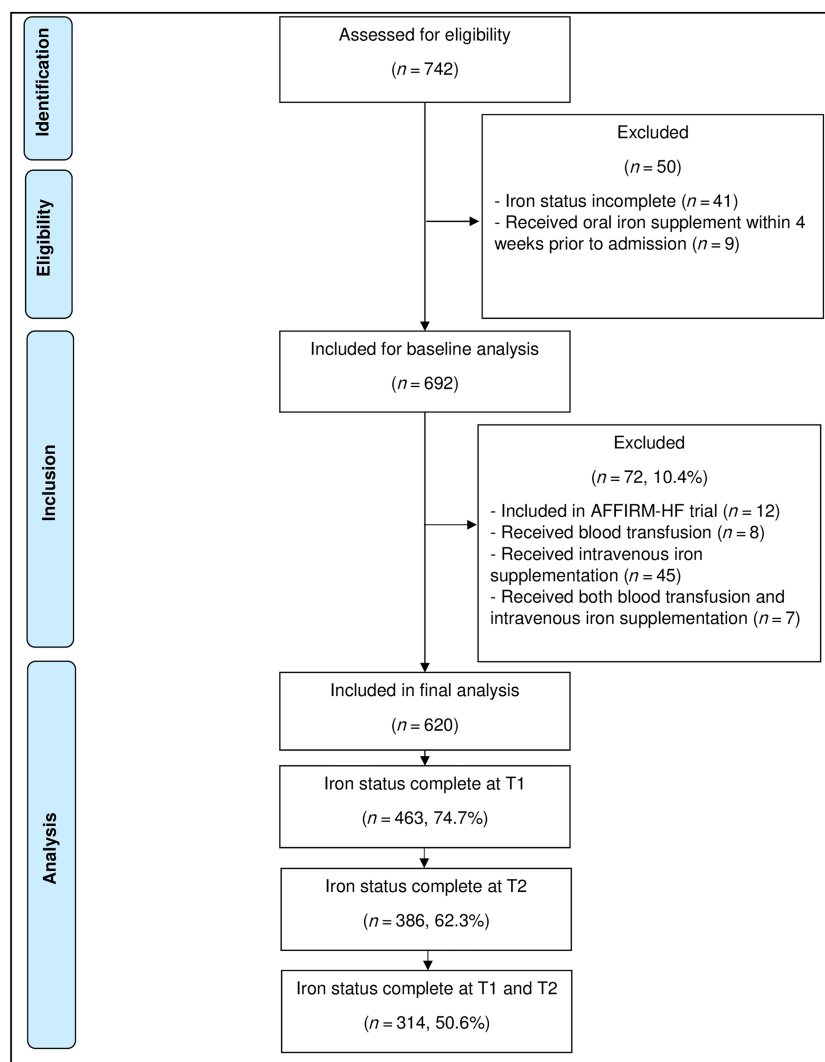 Identification
Assessed for eligibility
(n = 742)
Excluded
(n = 50)
- Iron status incomplete (n = 41)
- Received oral iron supplement within 4
weeks prior to admission (n = 9)
Eligibility
Inclusion
Included for baseline analysis
(n = 692)
Excluded
(n = 72, 10.4%)
- Included in AFFIRM-HF trial (n = 12)
- Received blood transfusion (n = 8)
- Received intravenous iron
supplementation (n = 45)
- Received both blood transfusion and
intravenous iron supplementation (n = 7)
Analysis
Included in final analysis
(n = 620)
Iron status complete at T1
(n = 463, 74.7%)
Iron status complete at T2
(n = 386, 62.3%)
Iron status complete at T1 and T2
(n = 314, 50.6%)